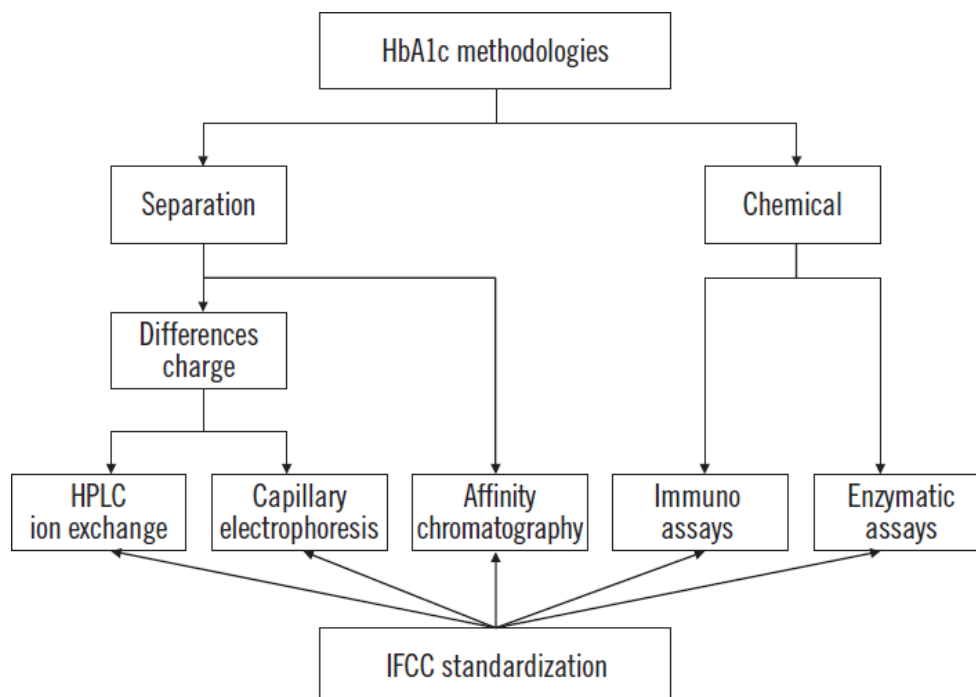 HbA1c methodologies
Separation
Chemical
Differences
charge
HPLC
ion exchange
Capillary
electrophoresis
Affinity
chromatography
Immuno
assays
Enzymatic
assays
IFCC standardization